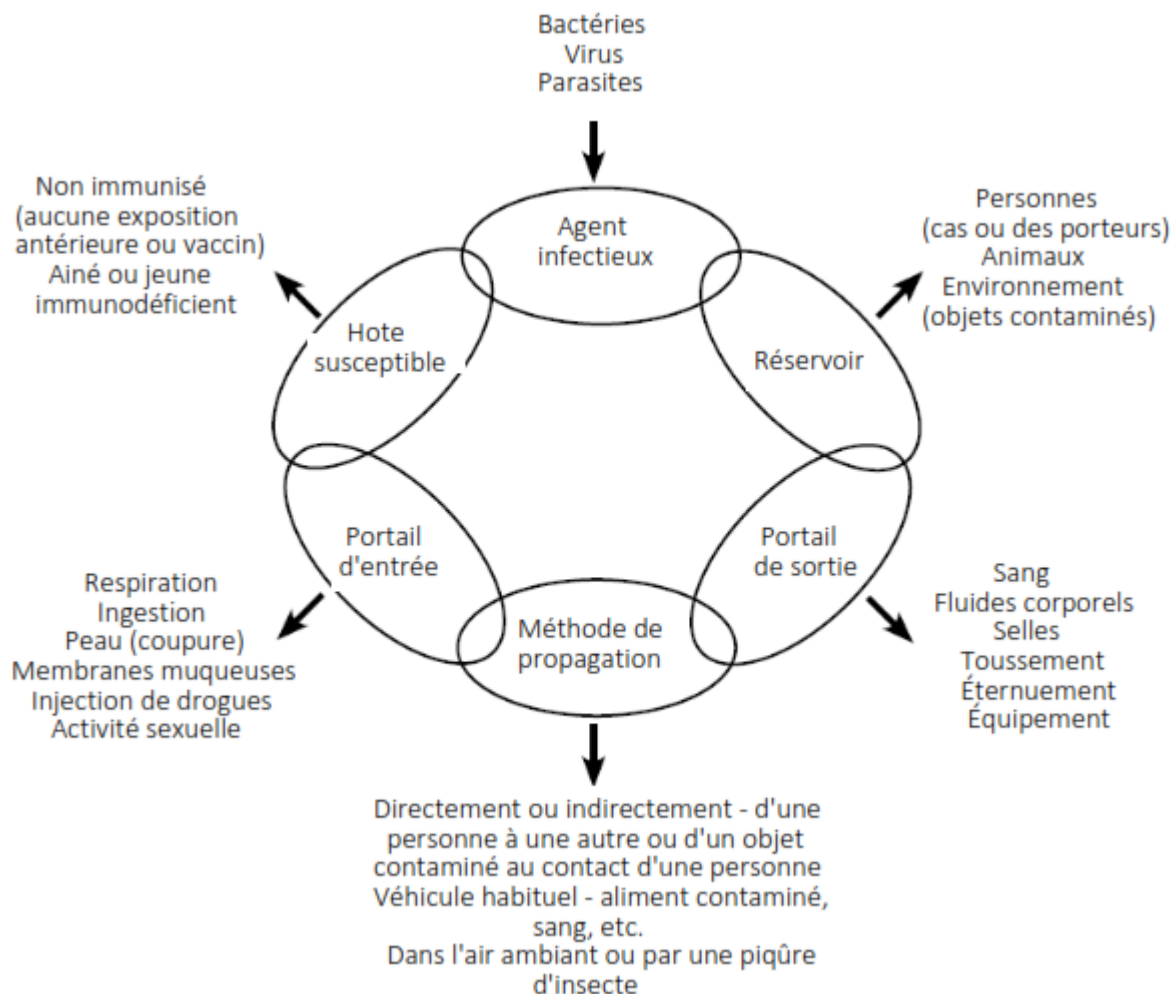 Bactéries
Virus
Parasites
Agent
infectieux
Personnes
(cas ou des porteurs)
Animaux
Environnement
(objets contaminés)
Réservoir
Portail
de sortie
Sang
Fluides corporels
Selles
Toussement
Éternuement
Équipement
Méthode de
propagation
Directement ou indirectement - d'une
personne à une autre ou d'un objet
contaminé au contact d'une personne
Véhicule habituel - aliment contaminé,
sang, etc.
Dans l'air ambiant ou par une piqûre
d'insecte
Portail
d'entrée
Respiration
Ingestion
Peau (coupure)
Membranes muqueuses
Injection de drogues
Activité sexuelle
Hote
susceptible
Non immunisé
(aucune exposition
antérieure ou vaccin)
Ainé ou jeune
immunodéficient